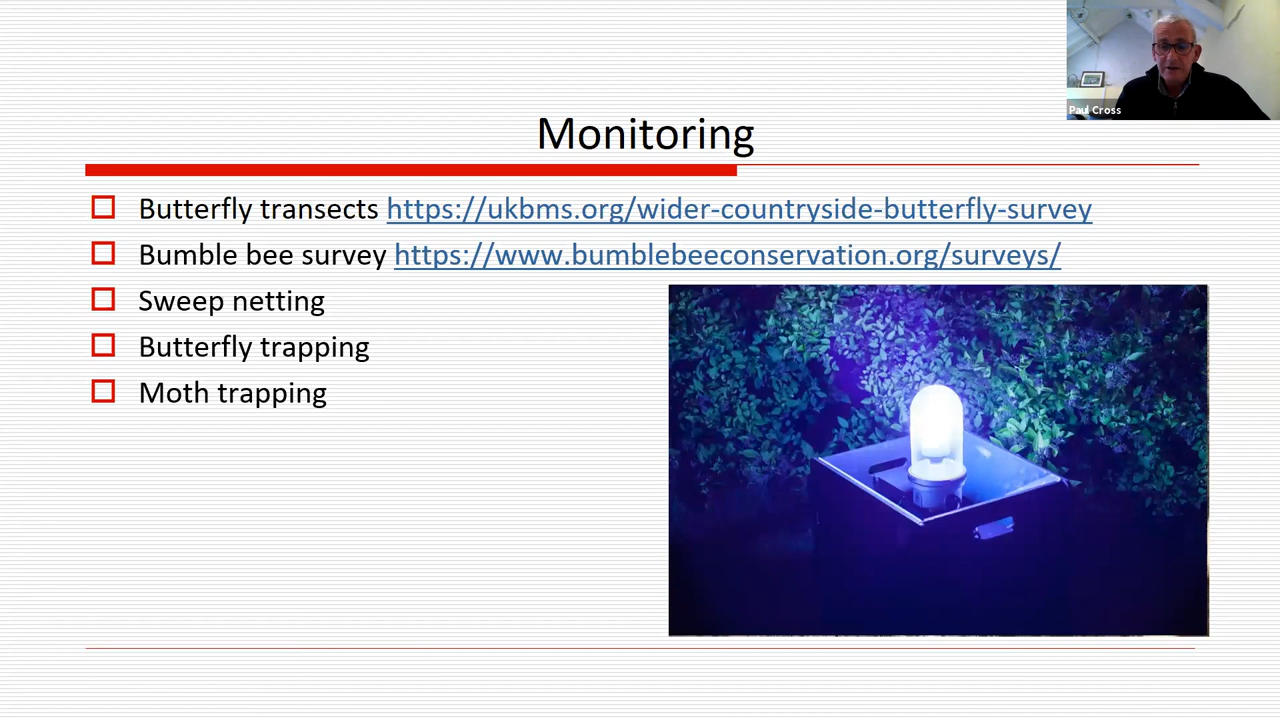 Paul Cross
Monitoring
Butterfly transects https://ukbms.org/wider-countryside-butterfly-survey
Bumble bee survey https://www.bumblebeeconservation.org/surveys/
Sweep netting
Butterfly trapping
Moth trapping